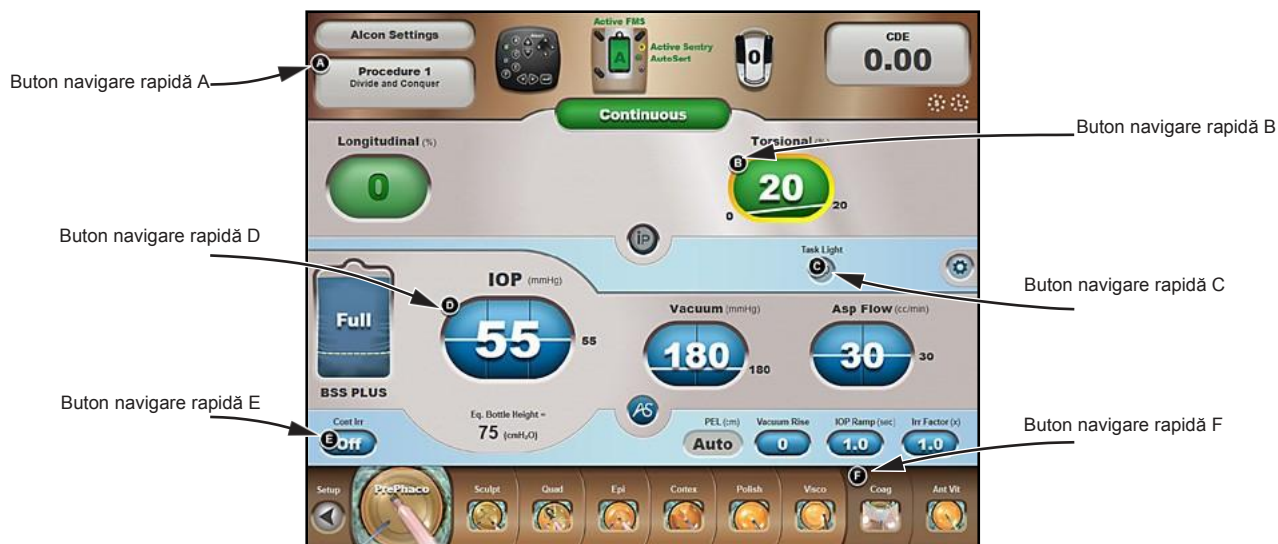 Active FMS
Alcon Settings
CDE
0.00
Active Sentry
AutoSert
A
0
Buton navigare rapidă A
A
Procedure 1
Divide and Conquer
S L
Continuous
Buton navigare rapidă B
Longitudinal (%)
Torsional (%)
B
0
20
0
20
Buton navigare rapidă D
iP
Task Light
C
Buton navigare rapidă C
IOP (mmHg)
D
Full
55
55
Vacuum (mmHg)
Asp Flow (cc/min)
180
180
30
30
BSS PLUS
Buton navigare rapidă E
Cont Irr
E
Off
Eq. Bottle Height =
75 (cmH₂O)
AS
PEL (cm)
Vacuum Rise
IOP Ramp (sec)
Irr Factor (x)
Auto
0
1.0
1.0
Buton navigare rapidă F
F
Setup
PrePhaco
Sculpt
Quad
Epi
Cortex
Polish
Visco
Coag
Ant Vit